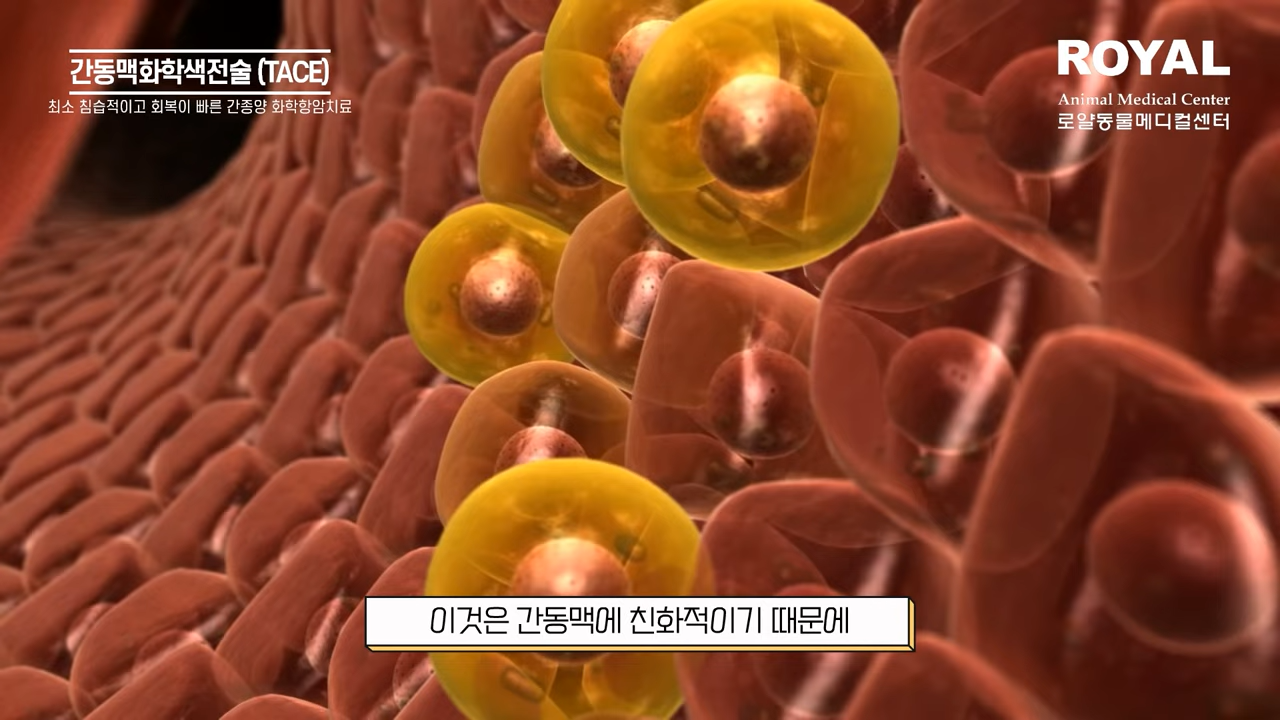 간동맥화학색전술 (TACE)
최소 침습적이고 회복이 빠른 간종양 화학항암치료
ROYAL
Animal Medical Center
로얄동물메디컬센터
이것은 간동맥에 친화적이기 때문에